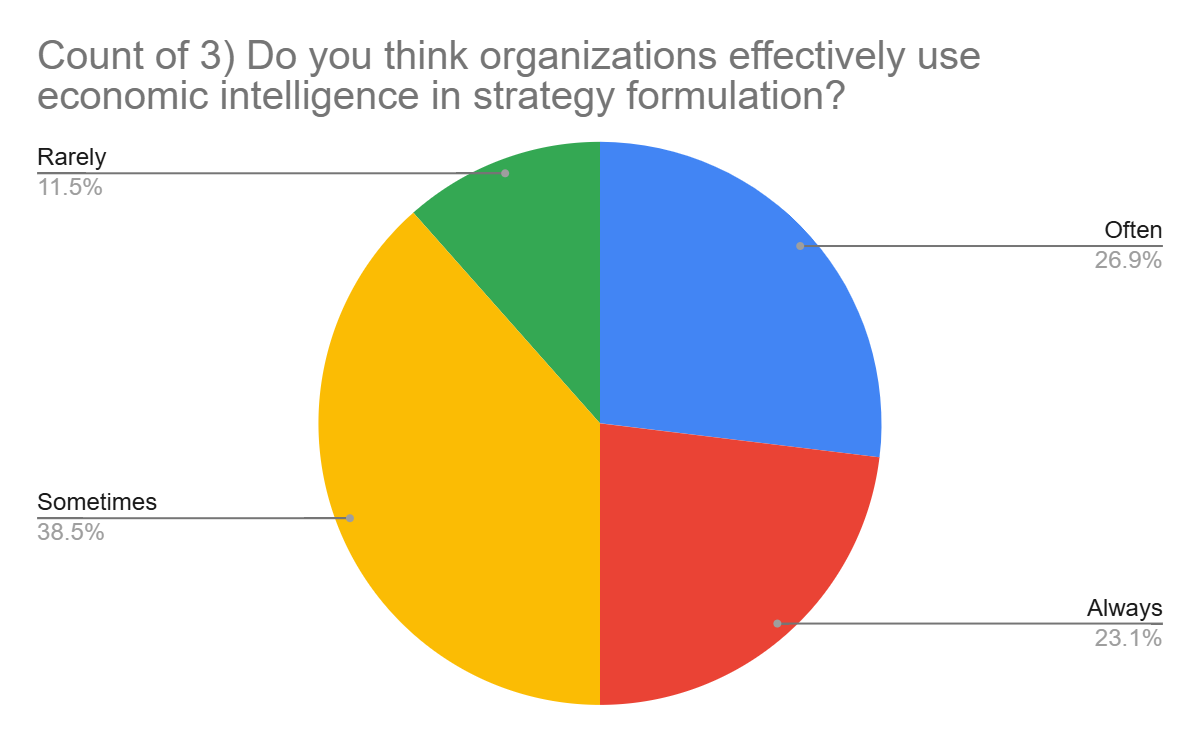 Count of 3) Do you think organizations effectively use
economic intelligence in strategy formulation?
Rarely
11.5%
Often
26.9%
Sometimes
38.5%
Always
23.1%